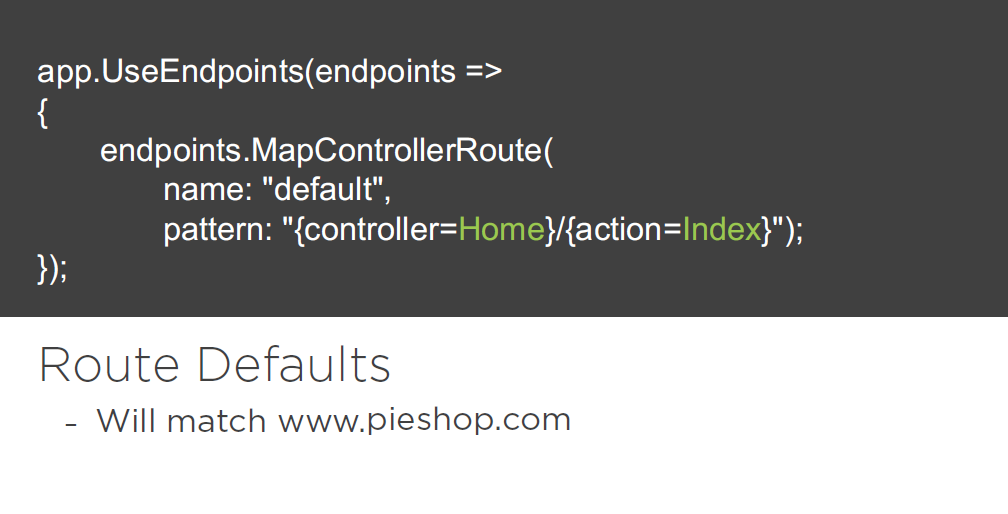 app.UseEndpoints(endpoints =>
{
endpoints.MapControllerRoute(
name: "default",
pattern: "{controller=Home}/{action=Index}");
});
Route Defaults
- Will match www.pieshop.com